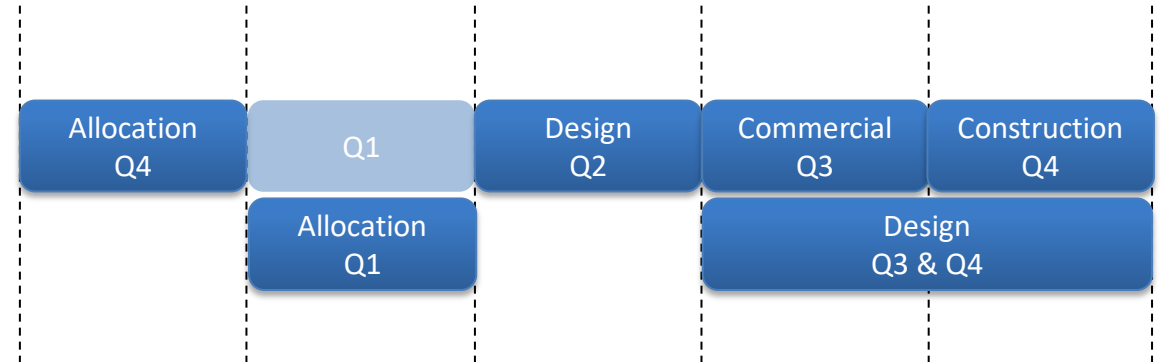 Allocation
Q4
Q1
Design
Q2
Commercial
Q3
Construction
Q4
Allocation
Q1
Design
Q3 & Q4